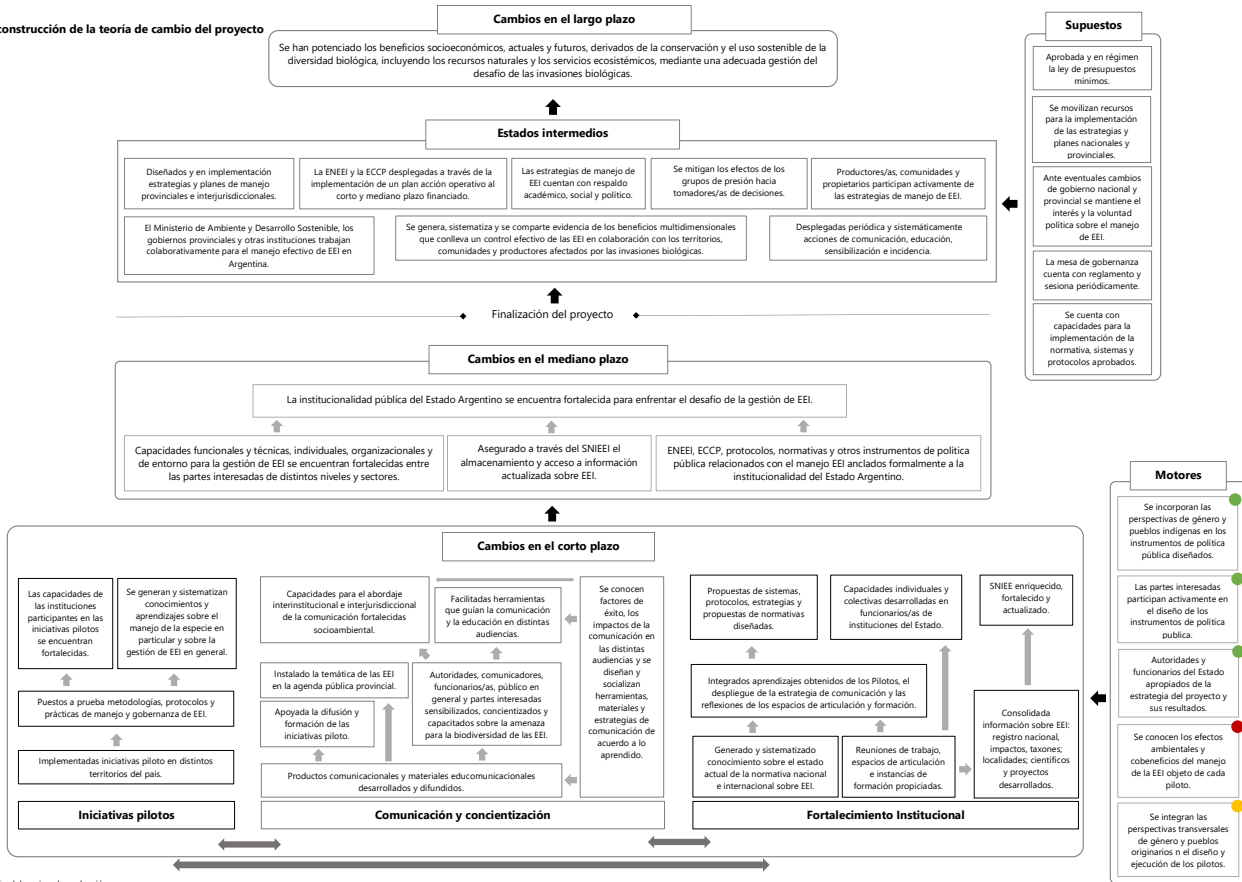 construcción de la teoría de cambio del proyecto
Cambios en el largo plazo
Se han potenciado los beneficios socioeconómicos, actuales y futuros, derivados de la conservación y el uso sostenible de la
diversidad biológica, incluyendo los recursos naturales y los servicios ecosistémicos, mediante una adecuada gestión del
desafío de las invasiones biológicas.
Estados intermedios
Diseñados y en implementación
estrategias y planes de manejo
provinciales e interjurisdiccionales.
La ENEEI y la ECCP desplegadas a través de la
implementación de un plan acción operativo al
corto y mediano plazo financiado.
Las estrategias de manejo de
EEI cuentan con respaldo
académico, social y político.
Se mitigan los efectos de los
grupos de presión hacia
tomadores/as de decisiones.
Productores/as, comunidades y
propietarios participan activamente de
las estrategias de manejo de EEI.
El Ministerio de Ambiente y Desarrollo Sostenible, los
gobiernos provinciales y otras instituciones trabajan
colaborativamente para el manejo efectivo de EEI en
Argentina.
Se genera, sistematiza y se comparte evidencia de los beneficios multidimensionales
que conlleva un control efectivo de las EEI en colaboración con los territorios,
comunidades y productores afectados por las invasiones biológicas.
Desplegadas periódica y sistemáticamente
acciones de comunicación, educación,
sensibilización e incidencia.
Supuestos
Aprobada y en régimen
la ley de presupuestos
mínimos.
Se movilizan recursos
para la implementación
de las estrategias y
planes nacionales y
provinciales.
Ante eventuales cambios
de gobierno nacional y
provincial se mantiene el
interés y la voluntad
política sobre el manejo
de EEI.
La mesa de gobernanza
cuenta con reglamento y
sesiona periódicamente.
Se cuenta con
capacidades para la
implementación de la
normativa, sistemas y
protocolos aprobados.
Finalización del proyecto
Cambios en el mediano plazo
La institucionalidad pública del Estado Argentino se encuentra fortalecida para enfrentar el desafío de la gestión de EEI.
Capacidades funcionales y técnicas, individuales, organizacionales y
de entorno para la gestión de EEI se encuentran fortalecidas entre
las partes interesadas de distintos niveles y sectores.
Asegurado a través del SNIEEI el
almacenamiento y acceso a información
actualizada sobre EEI.
ENEEI, ECCP, protocolos, normativas y otros instrumentos de política
pública relacionados con el manejo EEI anclados formalmente a la
institucionalidad del Estado Argentino.
Cambios en el corto plazo
Las capacidades de
las instituciones
participantes en las
iniciativas pilotos
se encuentran
fortalecidas.
Se generan y sistematizan
conocimientos y
aprendizajes sobre el
manejo de la especie en
particular y sobre la
gestión de EEI en general.
Puestos a prueba metodologías, protocolos y
prácticas de manejo y gobernanza de EEI.
Implementadas iniciativas piloto en distintos
territorios del país.
Iniciativas pilotos
Capacidades para el abordaje
interinstitucional e interjurisdiccional
de la comunicación fortalecidas
socioambiental.
Facilitadas herramientas
que guían la comunicación
y la educación en distintas
audiencias.
Se conocen
factores de
éxito, los
impactos de la
comunicación en
las distintas
audiencias y se
diseñan y
socializan
herramientas,
materiales y
estrategias de
comunicación de
acuerdo a lo
aprendido.
Instalado la temática de las EEI
en la agenda pública provincial.
Autoridades, comunicadores,
funcionarios/as, público en
general y partes interesadas
sensibilizados, concientizados y
capacitados sobre la amenaza
para la biodiversidad de las EEI.
Apoyada la difusión y
formación de las
iniciativas piloto.
Productos comunicacionales y materiales educomunicacionales
desarrollados y difundidos.
Comunicación y concientización
Propuestas de sistemas,
protocolos, estrategias y
propuestas de normativas
diseñadas.
Capacidades individuales y
colectivas desarrolladas en
funcionarios/as de
instituciones del Estado.
SNIEE enriquecido,
fortalecido y
actualizado.
Integrados aprendizajes obtenidos de los Pilotos, el
despliegue de la estrategia de comunicación y las
reflexiones de los espacios de articulación y formación.
Generado y sistematizado
conocimiento sobre el estado
actual de la normativa nacional
e internacional sobre EEI.
Reuniones de trabajo,
espacios de articulación
e instancias de
formación propiciadas.
Consolidada
información sobre EEI:
registro nacional,
impactos, taxones;
localidades; científicos
y proyectos
desarrollados.
Fortalecimiento Institucional
Motores
Se incorporan las
perspectivas de género y
pueblos indígenas en los
instrumentos de política
pública diseñados.
Las partes interesadas
participan activamente en
el diseño de los
instrumentos de política
publica.
Autoridades y
funcionarios del Estado
apropiados de la
estrategia del proyecto y
sus resultados.
Se conocen los efectos
ambientales y
cobeneficios del manejo
de la EEI objeto de cada
piloto.
Se integran las
perspectivas transversales
de género y pueblos
originarios n el diseño y
ejecución de los pilotos.